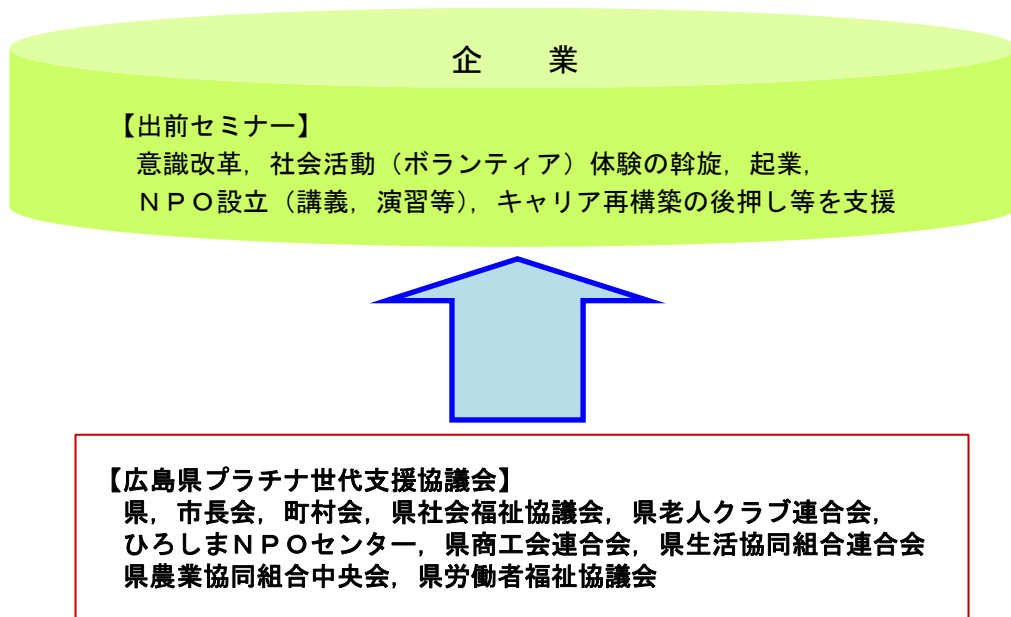 企　　業
【出前セミナー】
意識改革，社会活動（ボランティア）体験の斡旋，起業，
ＮＰＯ設立（講義，演習等），キャリア再構築の後押し等を支援
【広島県プラチナ世代支援協議会】
県，市長会，町村会，県社会福祉協議会，県老人クラブ連合会，
ひろしまＮＰＯセンター，県商工会連合会，県生活協同組合連合会
県農業協同組合中央会，県労働者福祉協議会